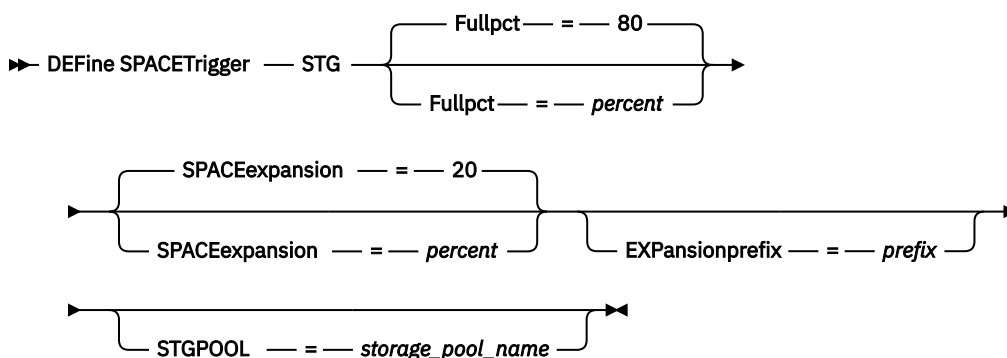 Fullpct = 80
DEFine SPACETrigger STG
Fullpct = percent
SPACEexpansion = 20
SPACEexpansion = percent
EXPansionprefix = prefix
STGPOOL = storage_pool_name